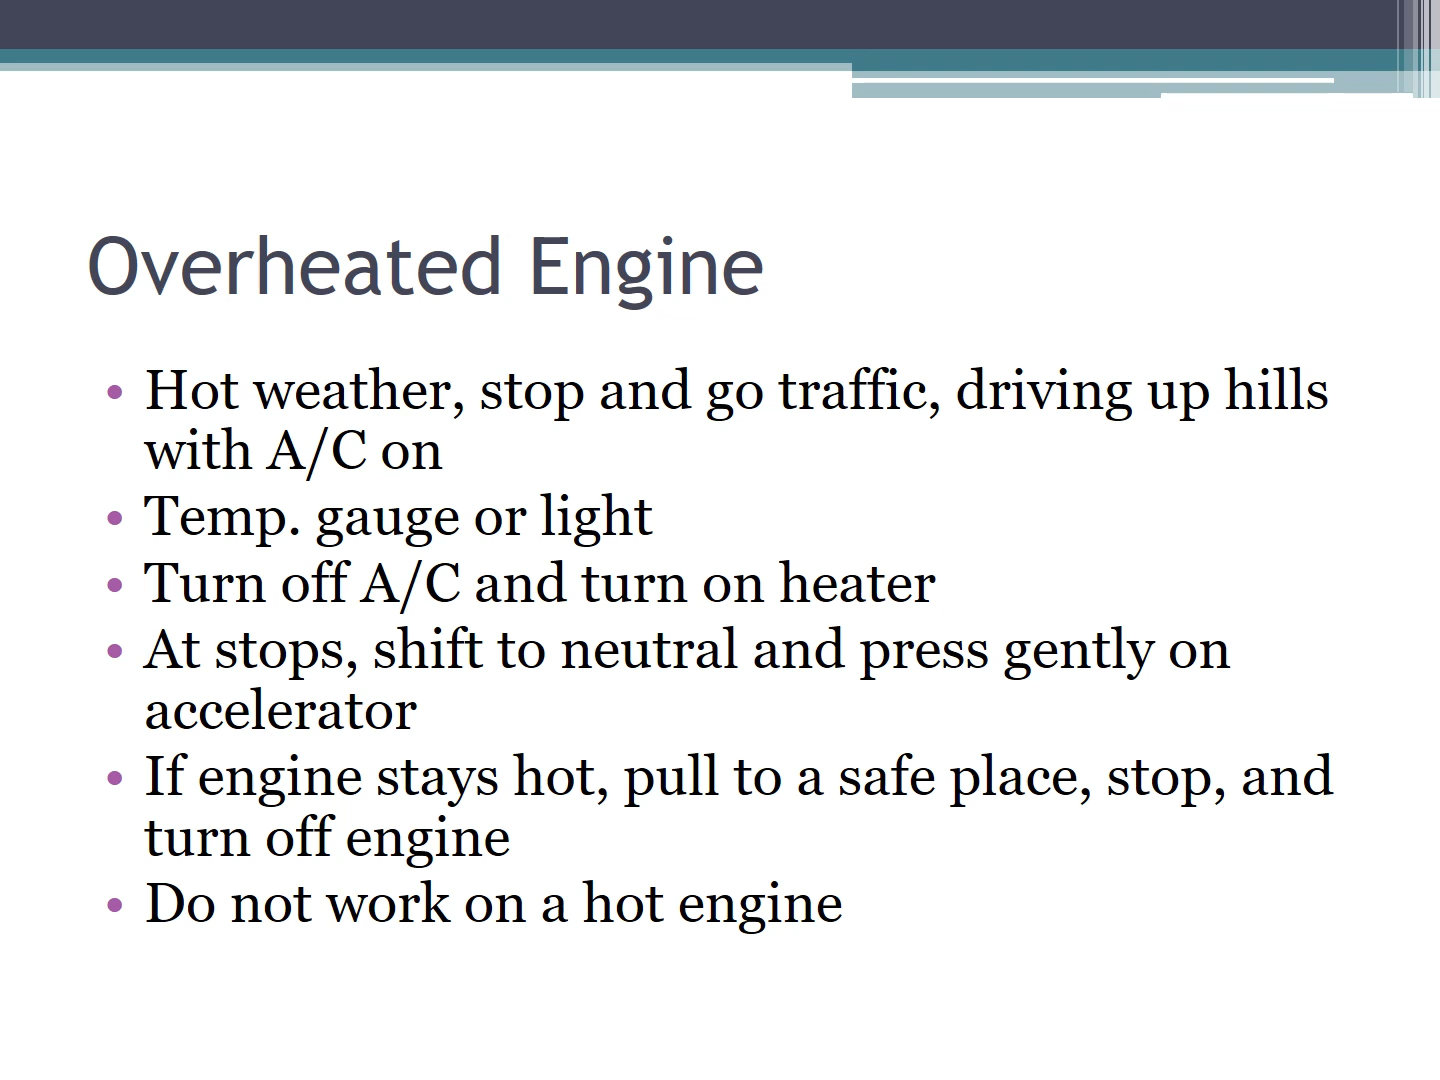 Overheated Engine
• Hot weather, stop and go traffic, driving up hills
with A/C on
• Temp. gauge or light
• Turn off A/C and turn on heater
• At stops, shift to neutral and press gently on
accelerator
• If engine stays hot, pull to a safe place, stop, and
turn off engine
• Do not work on a hot engine